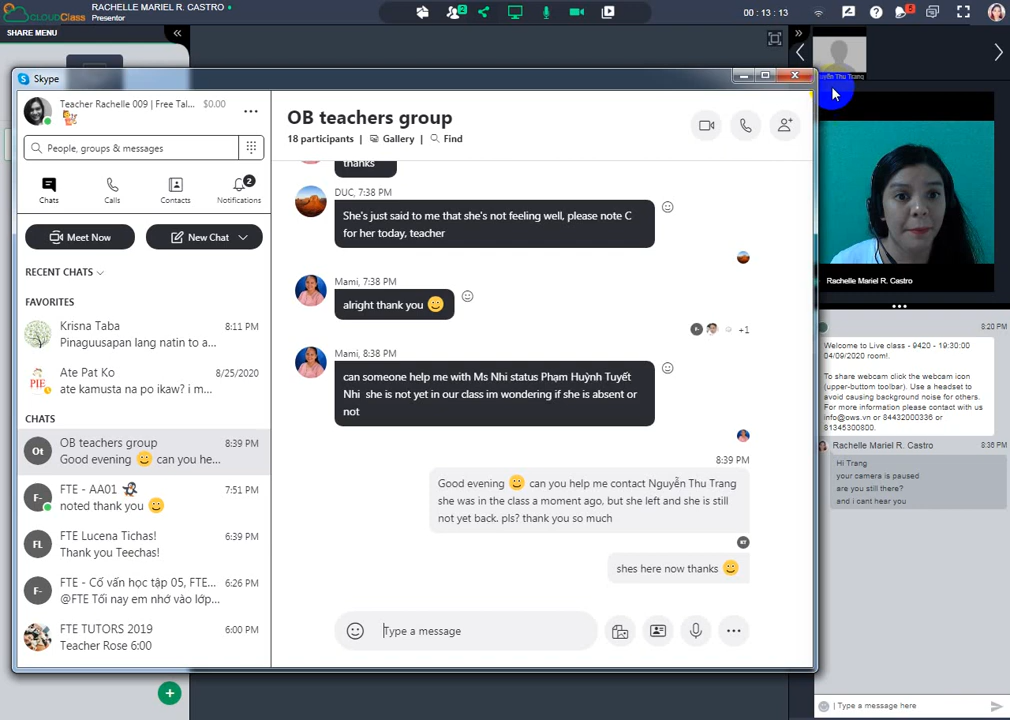 RACHELLE MARIEL R. CASTRO
Presentor
CLOUDCLASS
2
00 : 13 : 13
5
SHARE MENU
Skype
Teacher Rachelle 009 | Free Tal... $0.00
People, groups & messages
Chats
Calls
Contacts
Notifications
2
Meet Now
New Chat
RECENT CHATS
FAVORITES
Krisna Taba
8:11 PM
Pinaguusapan lang natin to a...
Ate Pat Ko
8/25/2020
ate kamusta na po ikaw? i m...
CHATS
OB teachers group
8:39 PM
Good evening 😊 can you he...
FTE - AA01 🐧
7:51 PM
noted thank you 😊
FTE Lucena Tichas!
6:39 PM
Thank you Teechas!
FTE - Cố vấn học tập 05, FTE...
6:26 PM
@FTE Tối nay em nhớ vào lớp...
FTE TUTORS 2019
6:00 PM
Teacher Rose 6:00
OB teachers group
18 participants | Gallery | Find
thanks
DUC, 7:38 PM
She's just said to me that she's not feeling well, please note C
for her today, teacher
Mami, 7:38 PM
alright thank you 😊
+1
Mami, 8:38 PM
can someone help me with Ms Nhi status Phạm Huỳnh Tuyết
Nhi she is not yet in our class im wondering if she is absent or
not
8:39 PM
Good evening 😊 can you help me contact Nguyễn Thu Trang
she was in the class a moment ago, but she left and she is still
not yet back. pls? thank you so much
shes here now thanks 😊
Type a message
Rachelle Mariel R. Castro
8:20 PM
Welcome to Live class - 9420 - 19:30:00
04/09/2020 room!.
To share webcam click the webcam icon
(upper-buttom toolbar). Use a headset to
avoid causing background noise for others.
For more information please contact with us
info@ows.vn or 84432000336 or
81345300800.
Rachelle Mariel R. Castro
8:36 PM
Hi Trang
your camera is paused
are you still there?
and i cant hear you
Type a message here